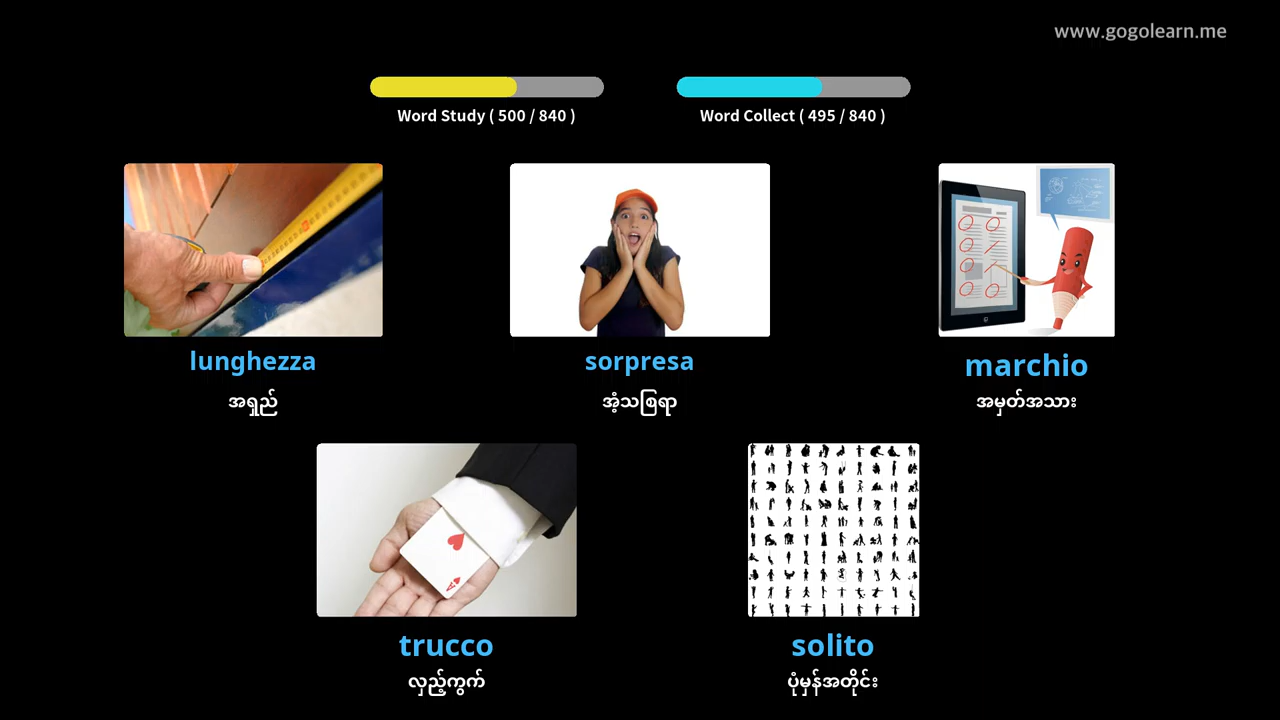 www.gogolearn.me
Word Study ( 500 / 840 )
Word Collect ( 495 / 840 )
lunghezza
sorpresa
marchio
အရှည်
အံ့သစြရာ
အမှတ်အသား
trucco
solito
လှည့်ကွက်
ပုံမှန်အတိုင်း